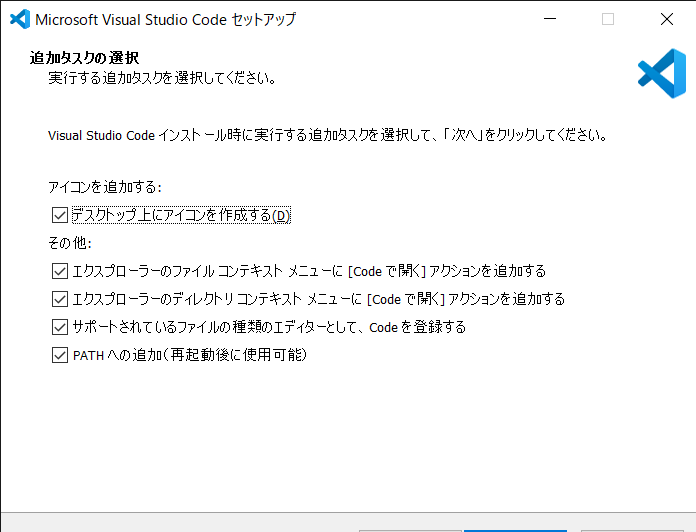 Microsoft Visual Studio Code セットアップ
追加タスクの選択
実行する追加タスクを選択してください。
Visual Studio Code インストール時に実行する追加タスクを選択して、「次へ」をクリックしてください。
アイコンを追加する:
デスクトップ上にアイコンを作成する(D)
その他:
エクスプローラーのファイル コンテキスト メニューに [Code で開く] アクションを追加する
エクスプローラーのディレクトリ コンテキスト メニューに [Code で開く] アクションを追加する
サポートされているファイルの種類のエディターとして、Code を登録する
PATH への追加（再起動後に使用可能）